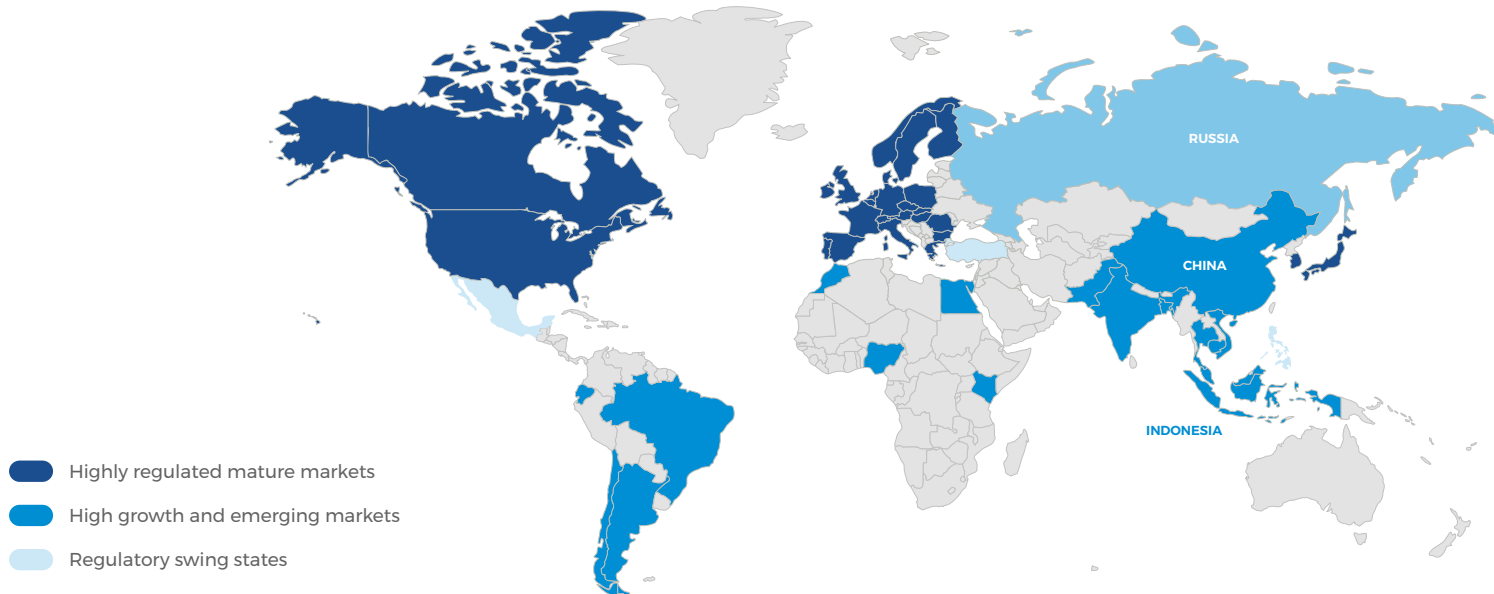 RUSSIA
CHINA
INDONESIA
Highly regulated mature markets
High growth and emerging markets
Regulatory swing states